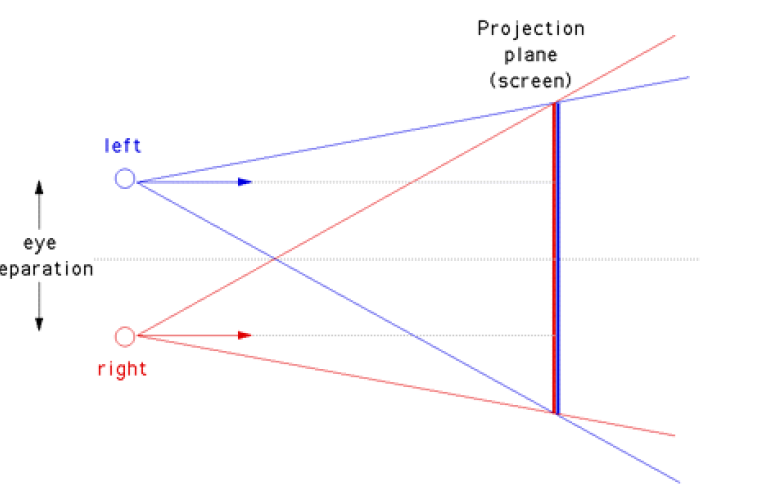 Projection
plane
(screen)
left
eye
eparation
right